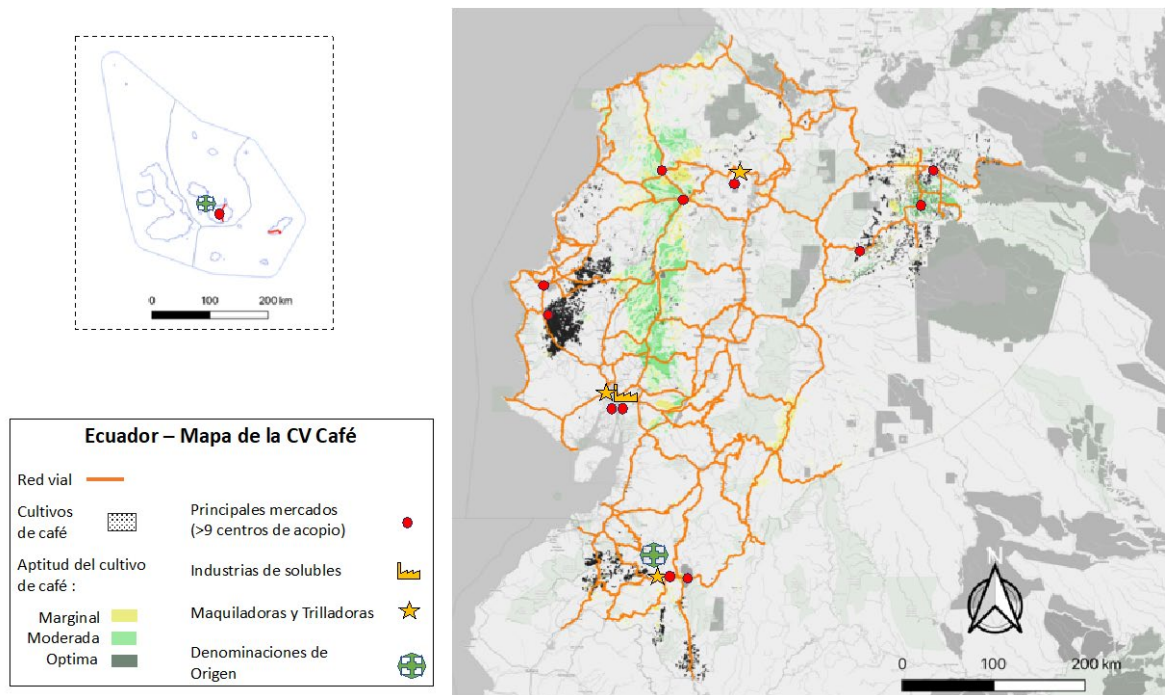 0 100 200 km
Ecuador – Mapa de la CV Café
Red vial
Cultivos
de café
Principales mercados
(>9 centros de acopio)
Aptitud del cultivo
de café :
Industrias de solubles
Marginal
Moderada
Optima
Maquiladoras y Trilladoras
Denominaciones de
Origen
N
0 100 200 km